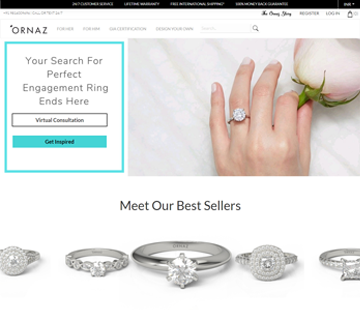 24/7 CUSTOMER SERVICE LIFETIME WARRANTY FREE INTERNATIONAL SHIPPING* 100% MONEY BACK GUARANTEE INR
The Ornaz Story REGISTER LOG IN
ORNAZ FOR HER FOR HIM GIA CERTIFICATION DESIGN YOUR OWN Search...
Your Search For
Perfect
Engagement Ring
Ends Here
Virtual Consultation
Get Inspired
Meet Our Best Sellers
ORNAZ